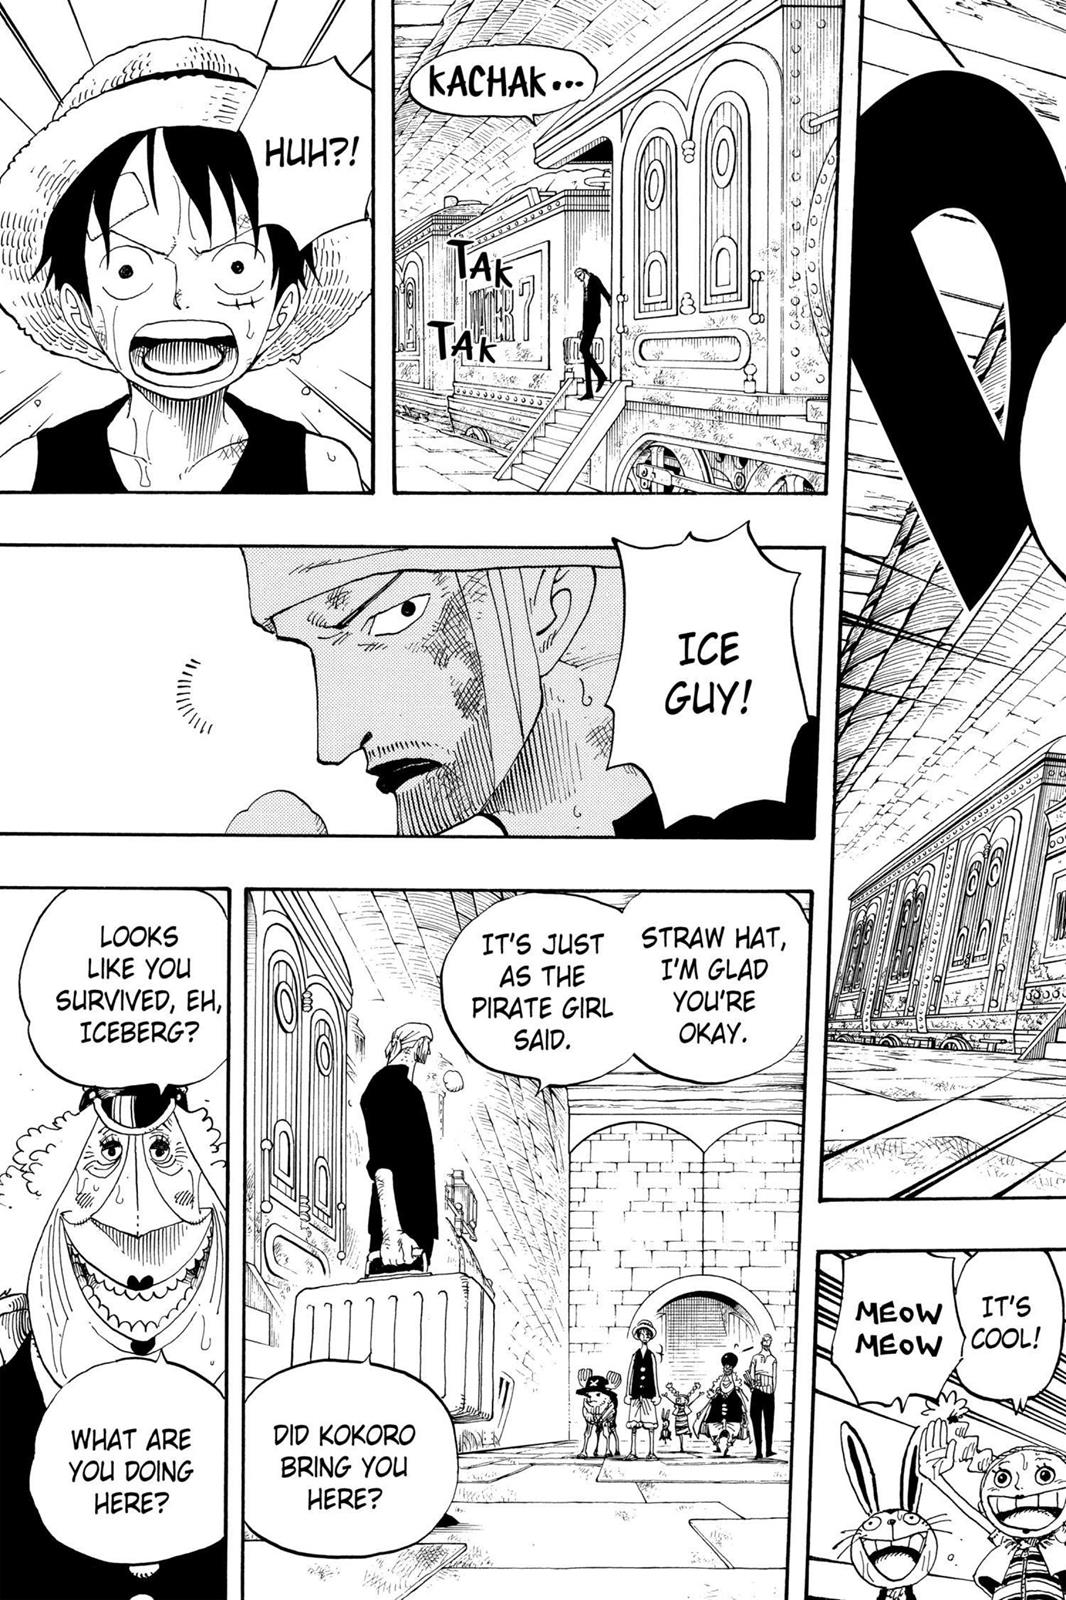 IT'S
COOL!
MEOW
MEOW
KACHAK...
TAK
TAK
HUH?!
ICE
GUY!
STRAW HAT,
I'M GLAD
YOU'RE
OKAY.
IT'S JUST
AS THE
PIRATE GIRL
SAID.
DID KOKORO
BRING YOU
HERE?
LOOKS
LIKE YOU
SURVIVED, EH,
ICEBERG?
WHAT ARE
YOU DOING
HERE?